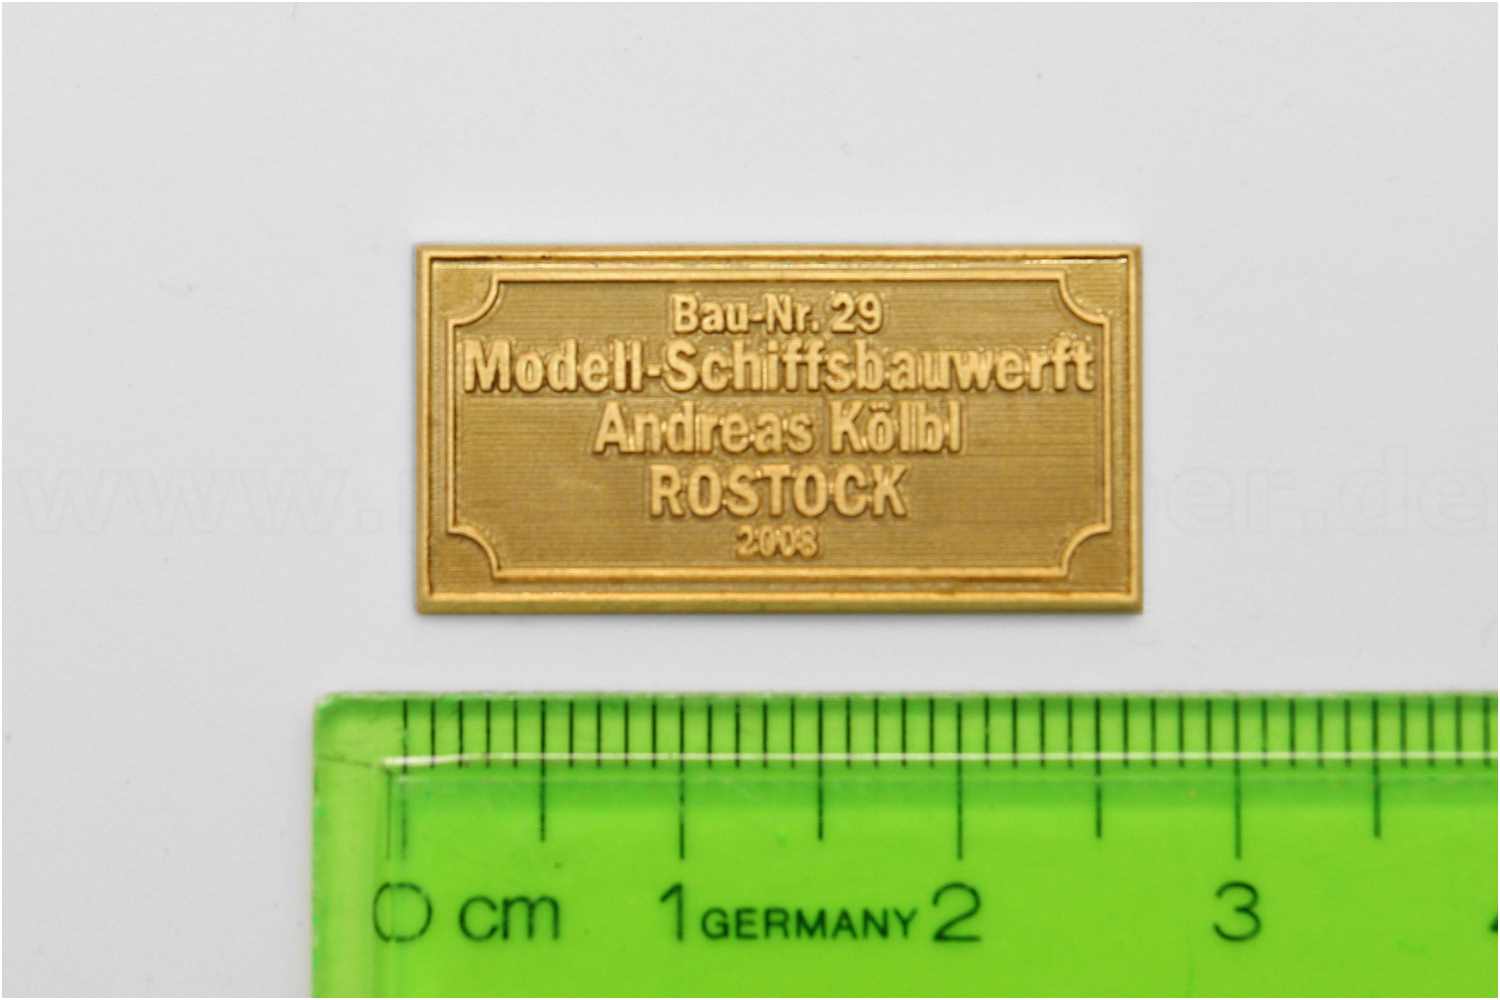 Bau-Nr. 29
Modell-Schiffsbauwerft
Andreas Kölbl
ROSTOCK
2008
0 cm 1 GERMANY 2 3